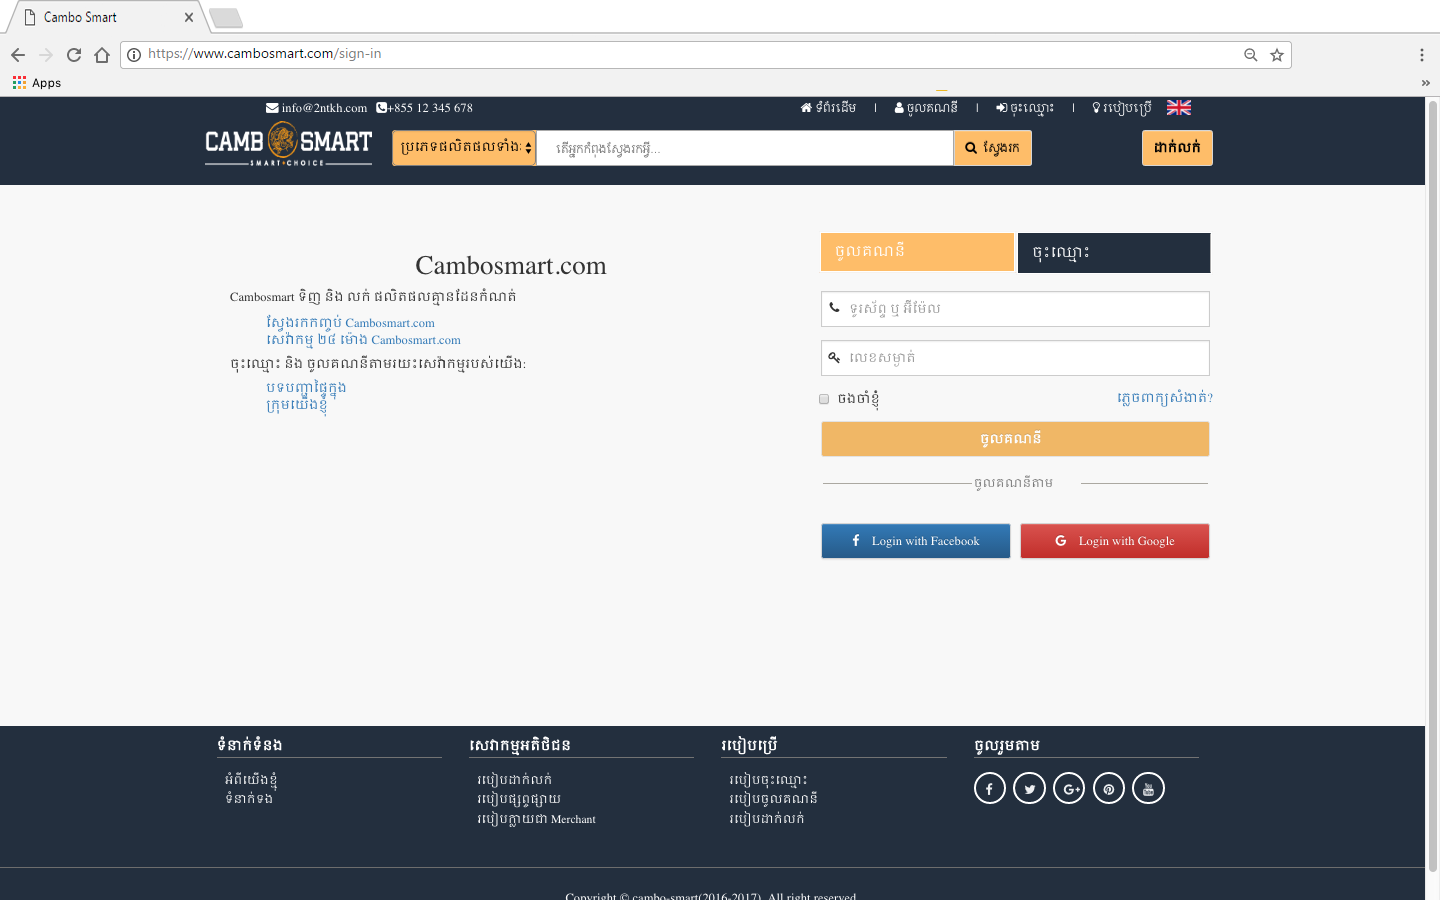 Cambo Smart
https://www.cambosmart.com/sign-in
Apps
info@2ntkh.com +855 12 345 678
ទំព័រដើម | ចូលគណនី | ចុះឈ្មោះ | របៀបប្រើ
CAMB SMART
SMART CHOICE
ប្រភេទផលិតផលទាំង
តើអ្នកកំពុងស្វែងរកអ្វី...
ស្វែងរក
ដាក់លក់
Cambosmart.com
Cambosmart ទិញ និង លក់ ផលិតផលគ្មានដែនកំណត់
ស្វែងរកកញ្ចប់ Cambosmart.com
សេវ៉ាកម្ម ២៤ ម៉ោង Cambosmart.com
ចុះឈ្មោះ និង ចូលគណនីតាមរយះសេវ៉ាកម្មរបស់យើង:
បទបញ្ជាផ្ទៃក្នុង
ក្រុមយើងខ្ញុំ
ចូលគណនី
ចុះឈ្មោះ
ទូរស័ព្ទ ឬ អ៊ីម៉ែល
លេខសម្ងាត់
ចងចាំខ្ញុំ
ភ្លេចពាក្យសំងាត់?
ចូលគណនី
ចូលគណនីតាម
Login with Facebook
Login with Google
ទំនាក់ទំនង
អំពីយើងខ្ញុំ
ទំនាក់ទង
សេវាកម្មអតិថិជន
របៀបដាក់លក់
របៀបផ្សព្វផ្សាយ
របៀបក្លាយជា Merchant
របៀបប្រើ
របៀបចុះឈ្មោះ
របៀបចូលគណនី
របៀបដាក់លក់
ចូលរួមតាម
Copyright © cambo-smart(2016-2017). All right reserved